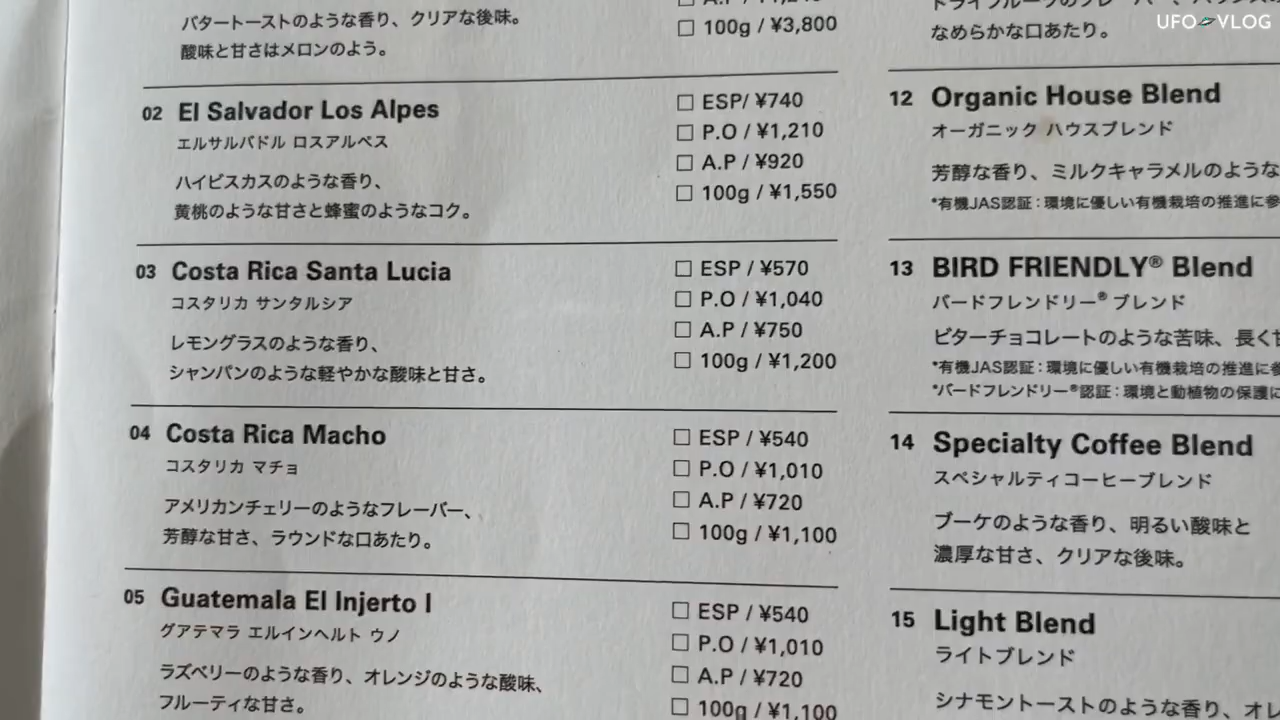 バタートーストのような香り、クリアな後味。
酸味と甘さはメロンのよう。
100g / ¥3,800
02 El Salvador Los Alpes
エルサルバドル ロスアルペス
ハイビスカスのような香り、
黄桃のような甘さと蜂蜜のようなコク。
ESP/ ¥740
P.O / ¥1,210
A.P / ¥920
100g / ¥1,550
03 Costa Rica Santa Lucia
コスタリカ サンタルシア
レモングラスのような香り、
シャンパンのような軽やかな酸味と甘さ。
ESP / ¥570
P.O / ¥1,040
A.P / ¥750
100g / ¥1,200
04 Costa Rica Macho
コスタリカ マチョ
アメリカンチェリーのようなフレーバー、
芳醇な甘さ、ラウンドな口あたり。
ESP / ¥540
P.O / ¥1,010
A.P / ¥720
100g / ¥1,100
05 Guatemala El Injerto I
グアテマラ エルインヘルト ウノ
ラズベリーのような香り、オレンジのような酸味、
フルーティな甘さ。
ESP / ¥540
P.O / ¥1,010
A.P / ¥720
100g / ¥1,100
UFO VLOG
なめらかな口あたり。
12 Organic House Blend
オーガニック ハウスブレンド
芳醇な香り、ミルクキャラメルのような
*有機JAS認証：環境に優しい有機栽培の推進に参
13 BIRD FRIENDLY® Blend
バードフレンドリー® ブレンド
ビターチョコレートのような苦味、長く
*有機JAS認証：環境に優しい有機栽培の推進に参
*バードフレンドリー®認証：環境と動植物の保護に
14 Specialty Coffee Blend
スペシャルティコーヒーブレンド
ブーケのような香り、明るい酸味と
濃厚な甘さ、クリアな後味。
15 Light Blend
ライトブレンド
シナモントーストのような香り、オレ